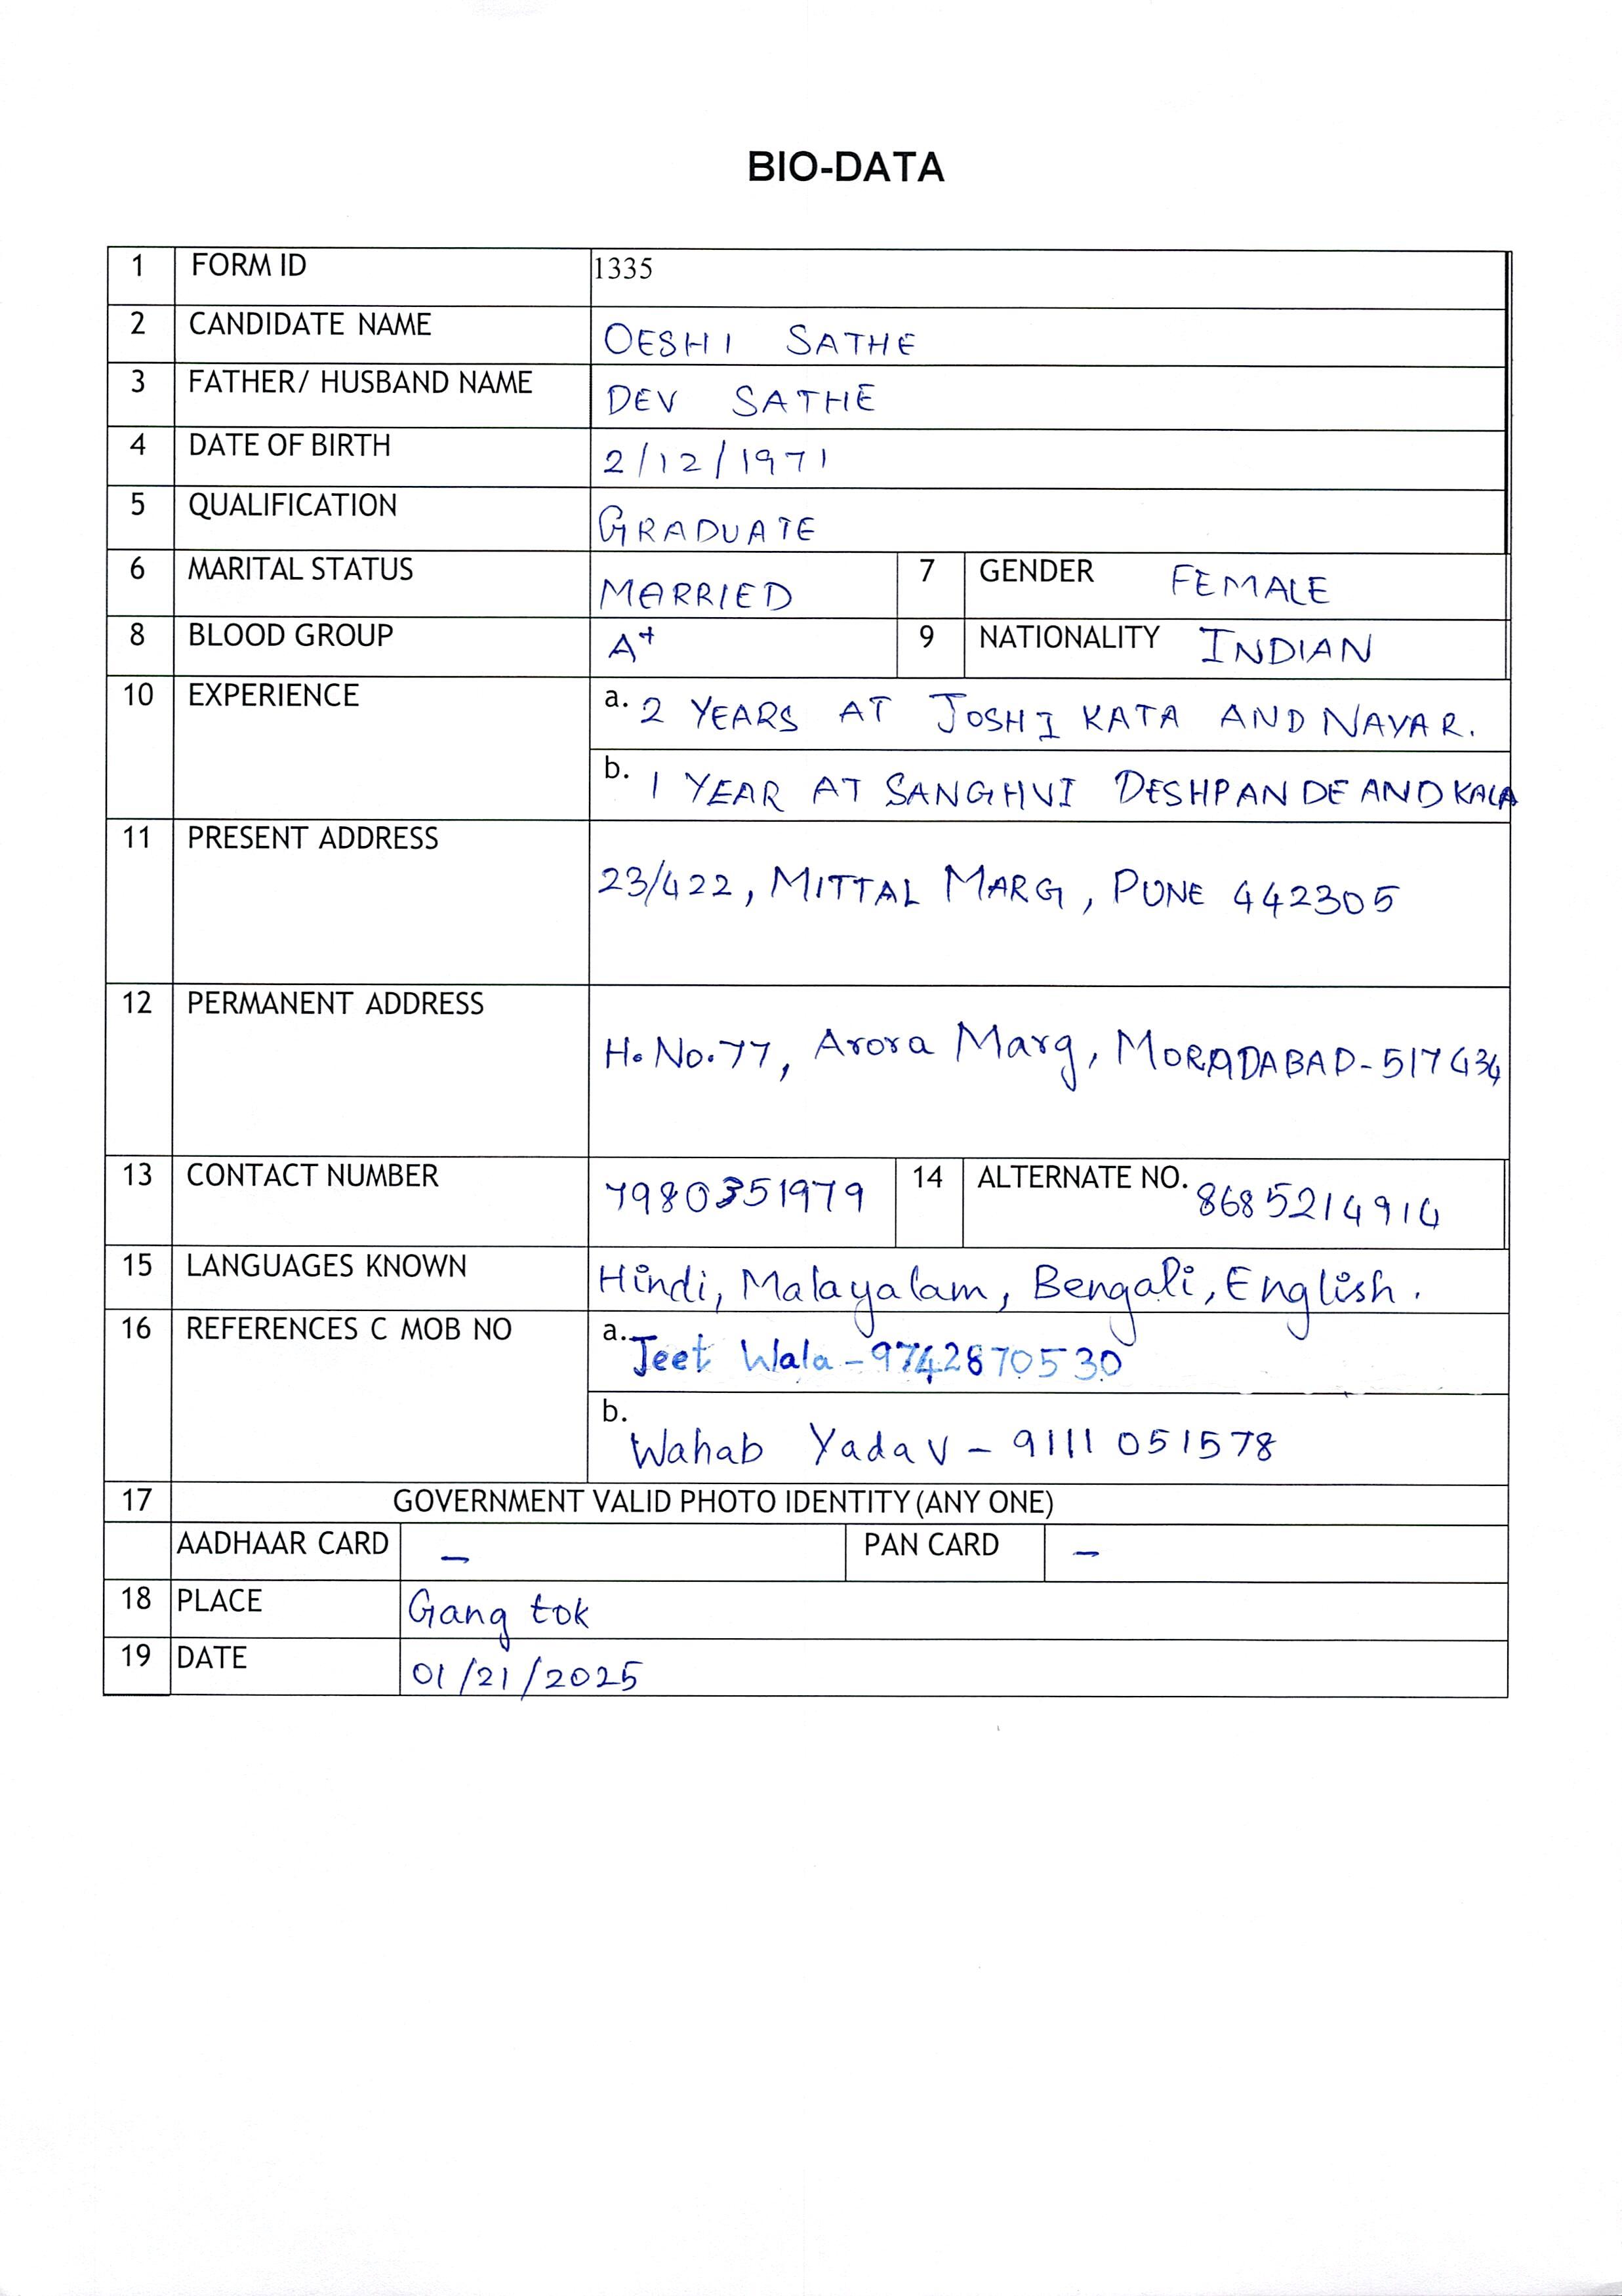 BIO-DATA
1 FORM ID 1335
2 CANDIDATE NAME OESHI SATHE
3 FATHER/ HUSBAND NAME DEV SATHE
4 DATE OF BIRTH 2/12/1971
5 QUALIFICATION GRADUATE
6 MARITAL STATUS MARRIED 7 GENDER FEMALE
8 BLOOD GROUP A+ 9 NATIONALITY INDIAN
10 EXPERIENCE a. 2 YEARS AT JOSHI KATA AND NAYAR.
b. 1 YEAR AT SANGHVI DESHPANDE AND KALA
11 PRESENT ADDRESS 23/422, MITTAL MARG, PUNE 442305
12 PERMANENT ADDRESS H. No. 77, Arora Marg, MORADABAD-517434
13 CONTACT NUMBER 7980351979 14 ALTERNATE NO. 8685214914
15 LANGUAGES KNOWN Hindi, Malayalam, Bengali, English.
16 REFERENCES C MOB NO a. Jeet Wala - 9742870530
b. Wahab Yadav - 9111051578
17 GOVERNMENT VALID PHOTO IDENTITY (ANY ONE)
AADHAAR CARD - PAN CARD -
18 PLACE Gangtok
19 DATE 01/21/2025